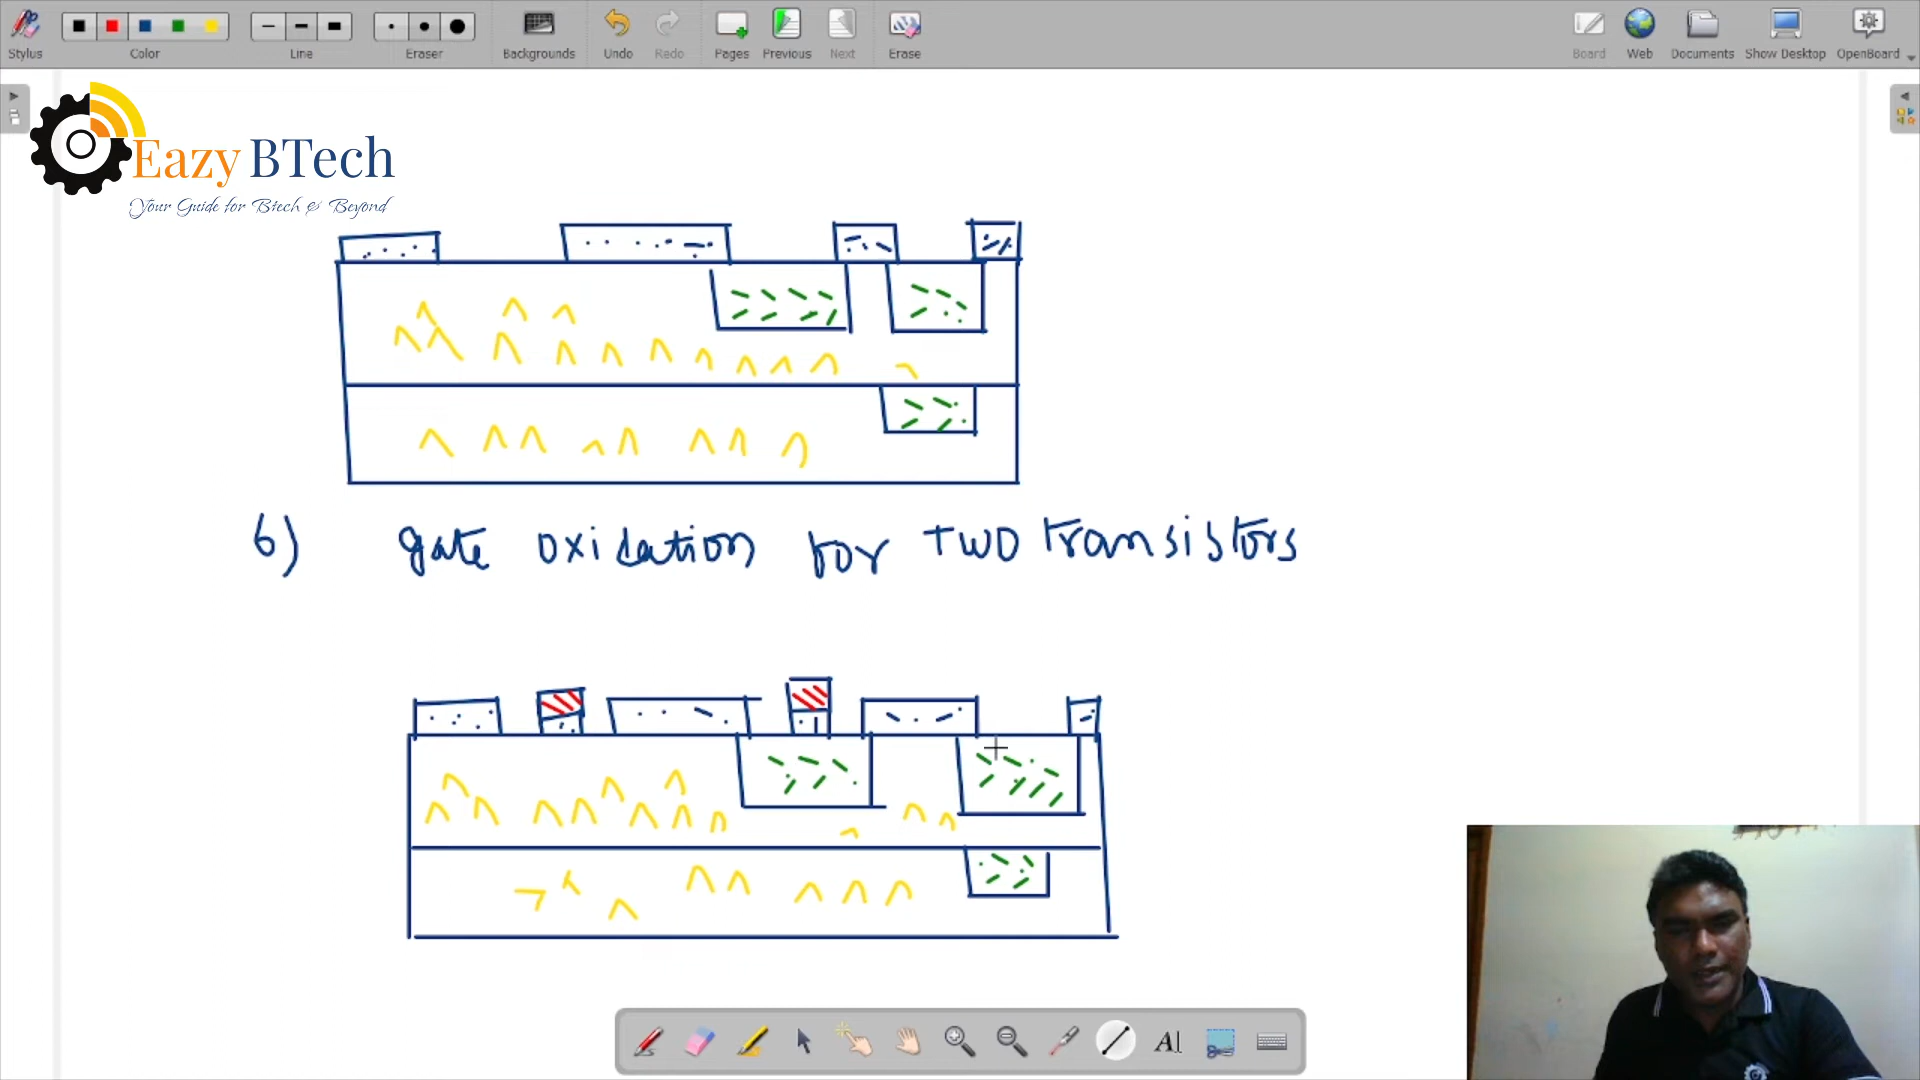 Stylus Color Line Eraser Backgrounds Undo Redo Pages Previous Next Erase Board Web Documents Show Desktop OpenBoard
Eazy BTech
Your Guide for Btech & Beyond
6) gate oxidation for Two Transistors
AI